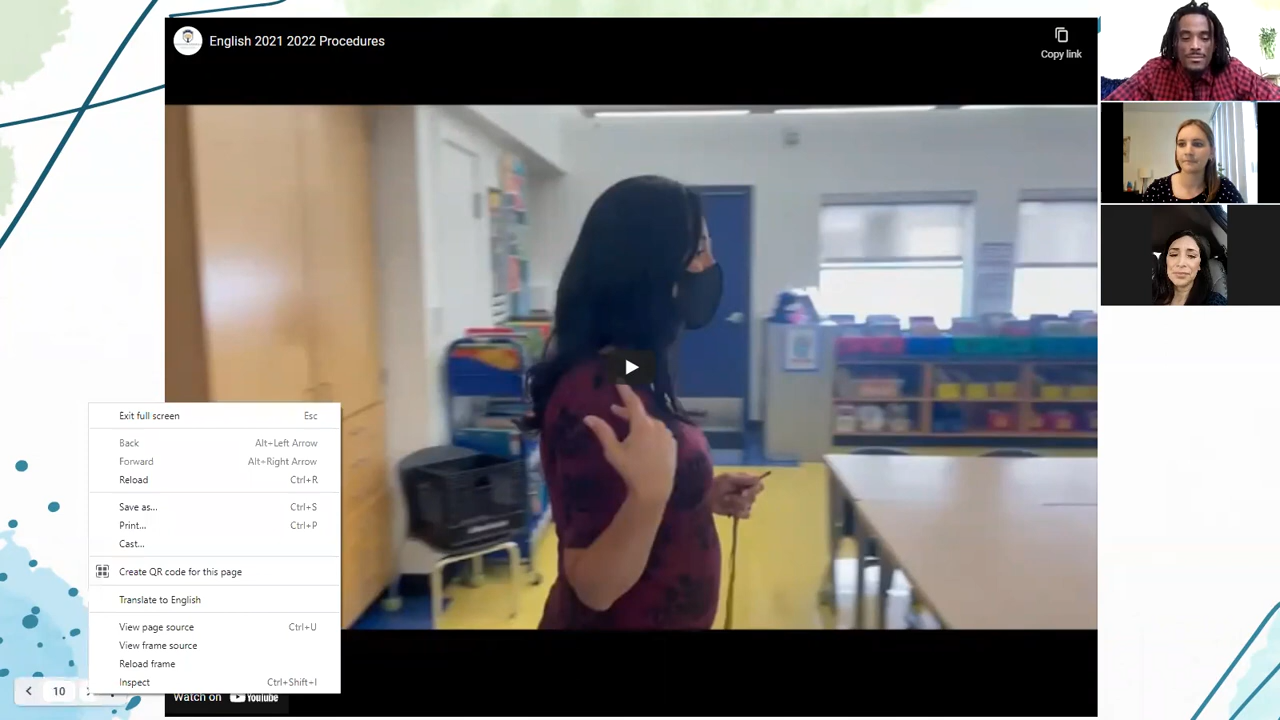 English 2021 2022 Procedures
Copy link
Exit full screen Esc
Back Alt+Left Arrow
Forward Alt+Right Arrow
Reload Ctrl+R
Save as... Ctrl+S
Print... Ctrl+P
Cast...
Create QR code for this page
Translate to English
View page source Ctrl+U
View frame source
Reload frame
Inspect Ctrl+Shift+I
10
Watch on YouTube